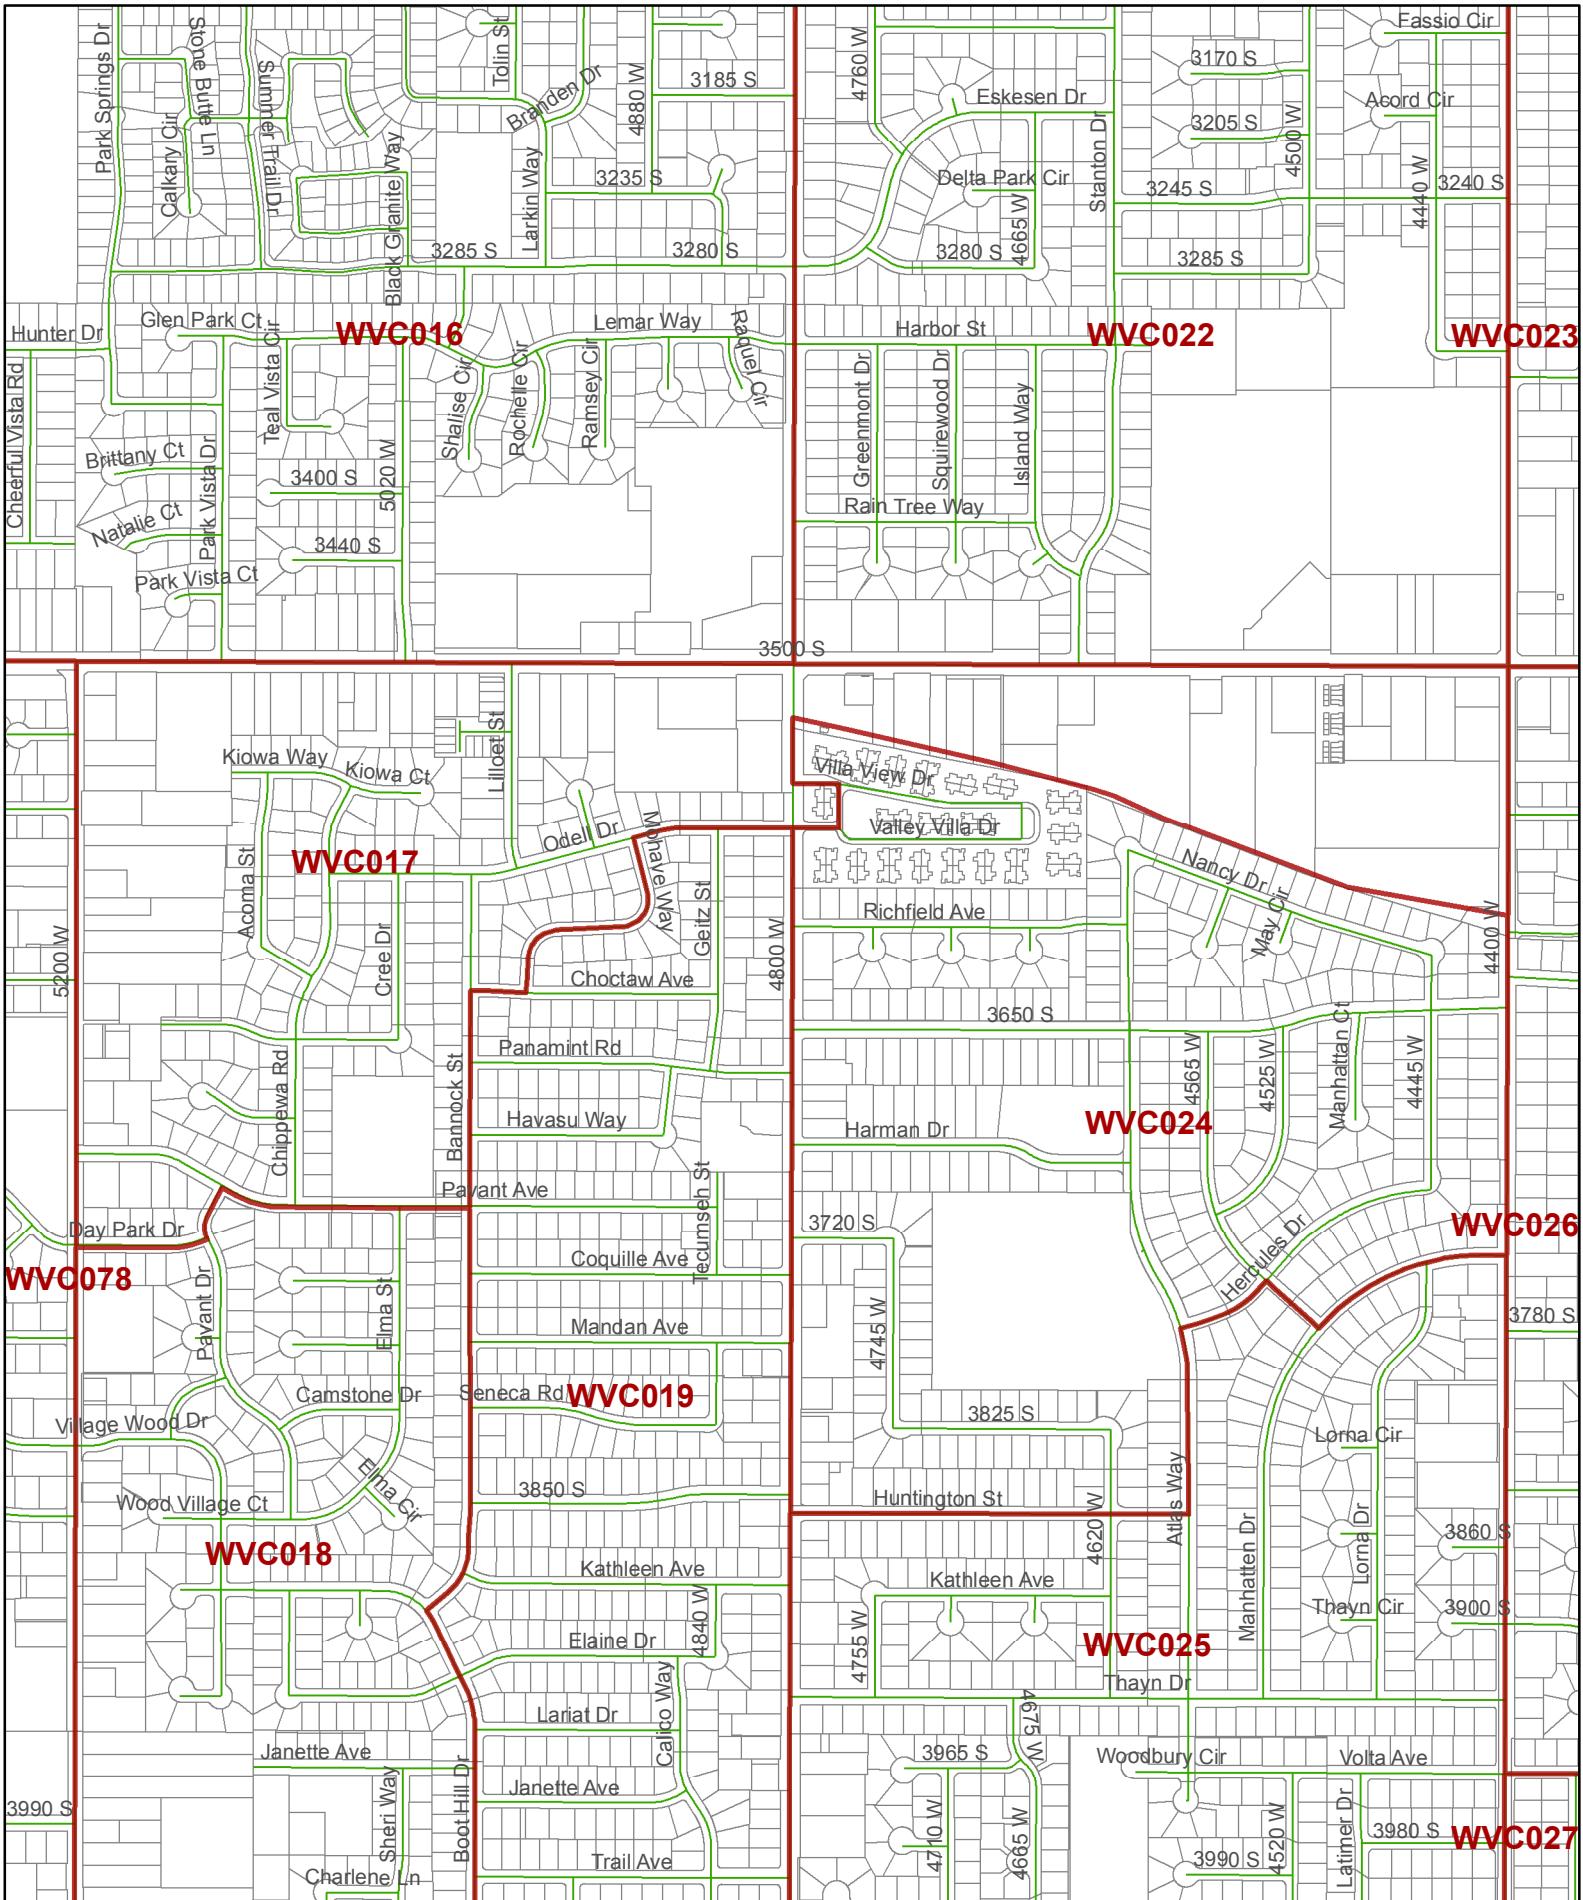 Park Springs Dr
Stone Butte Ln
Summer Trail Dr
Calkary Cir
Black Granite Way
Tolin St
Branden Dr
4880 W
3185 S
Larkin Way
3235 S
3285 S
3280 S
4760 W
Eskesen Dr
Stanton Dr
Delta Park Cir
4665 W
3280 S
3170 S
3205 S
4500 W
3245 S
3285 S
Fassio Cir
Acord Cir
4440 W
3240 S
Hunter Dr
Glen Park Ct
Teal Vista Cir
WVC016
Lemar Way
Raquel Cir
Harbor St
WVC022
WVC023
Cheerful Vista Rd
Brittany Ct
Natalie Ct
Park Vista Dr
Park Vista Ct
3400 S
5020 W
3440 S
Shalise Cir
Rochelle Cir
Ramsey Cir
Greenmont Dr
Squirewood Dr
Island Way
Rain Tree Way
3500 S
Kiowa Way
Kiowa Ct
Lilloet St
Odell Dr
Mohave Way
Villa View Dr
Valley Villa Dr
Nancy Dr
May Cir
4400 W
WVC017
Acoma St
Cree Dr
Geitz St
Richfield Ave
5200 W
Choctaw Ave
4800 W
3650 S
Panamint Rd
Bannock St
Havasu Way
Chippewa Rd
4565 W
4525 W
Manhattan Ct
4445 W
WVC024
Harman Dr
Pavant Ave
Tecumseh St
3720 S
Hercules Dr
WVC026
Day Park Dr
WVC078
Coquille Ave
Pavant Dr
Elma St
Mandan Ave
4745 W
3780 S
Camstone Dr
Seneca Rd
WVC019
Village Wood Dr
3825 S
Lorna Cir
Elma Cir
Wood Village Ct
3850 S
Huntington St
4620 W
Atlas Way
Manhatten Dr
Lorna Dr
3860 S
WVC018
Kathleen Ave
Kathleen Ave
Thayn Cir
3900 S
4840 W
Elaine Dr
4755 W
WVC025
Thayn Dr
Calico Way
Lariat Dr
4675 W
Janette Ave
3965 S
Woodbury Cir
Volta Ave
Janette Ave
3990 S
Sheri Way
Boot Hill Dr
4710 W
4665 W
4520 W
Latimer Dr
3980 S
WVC027
3990 S
Trail Ave
Charlene Ln